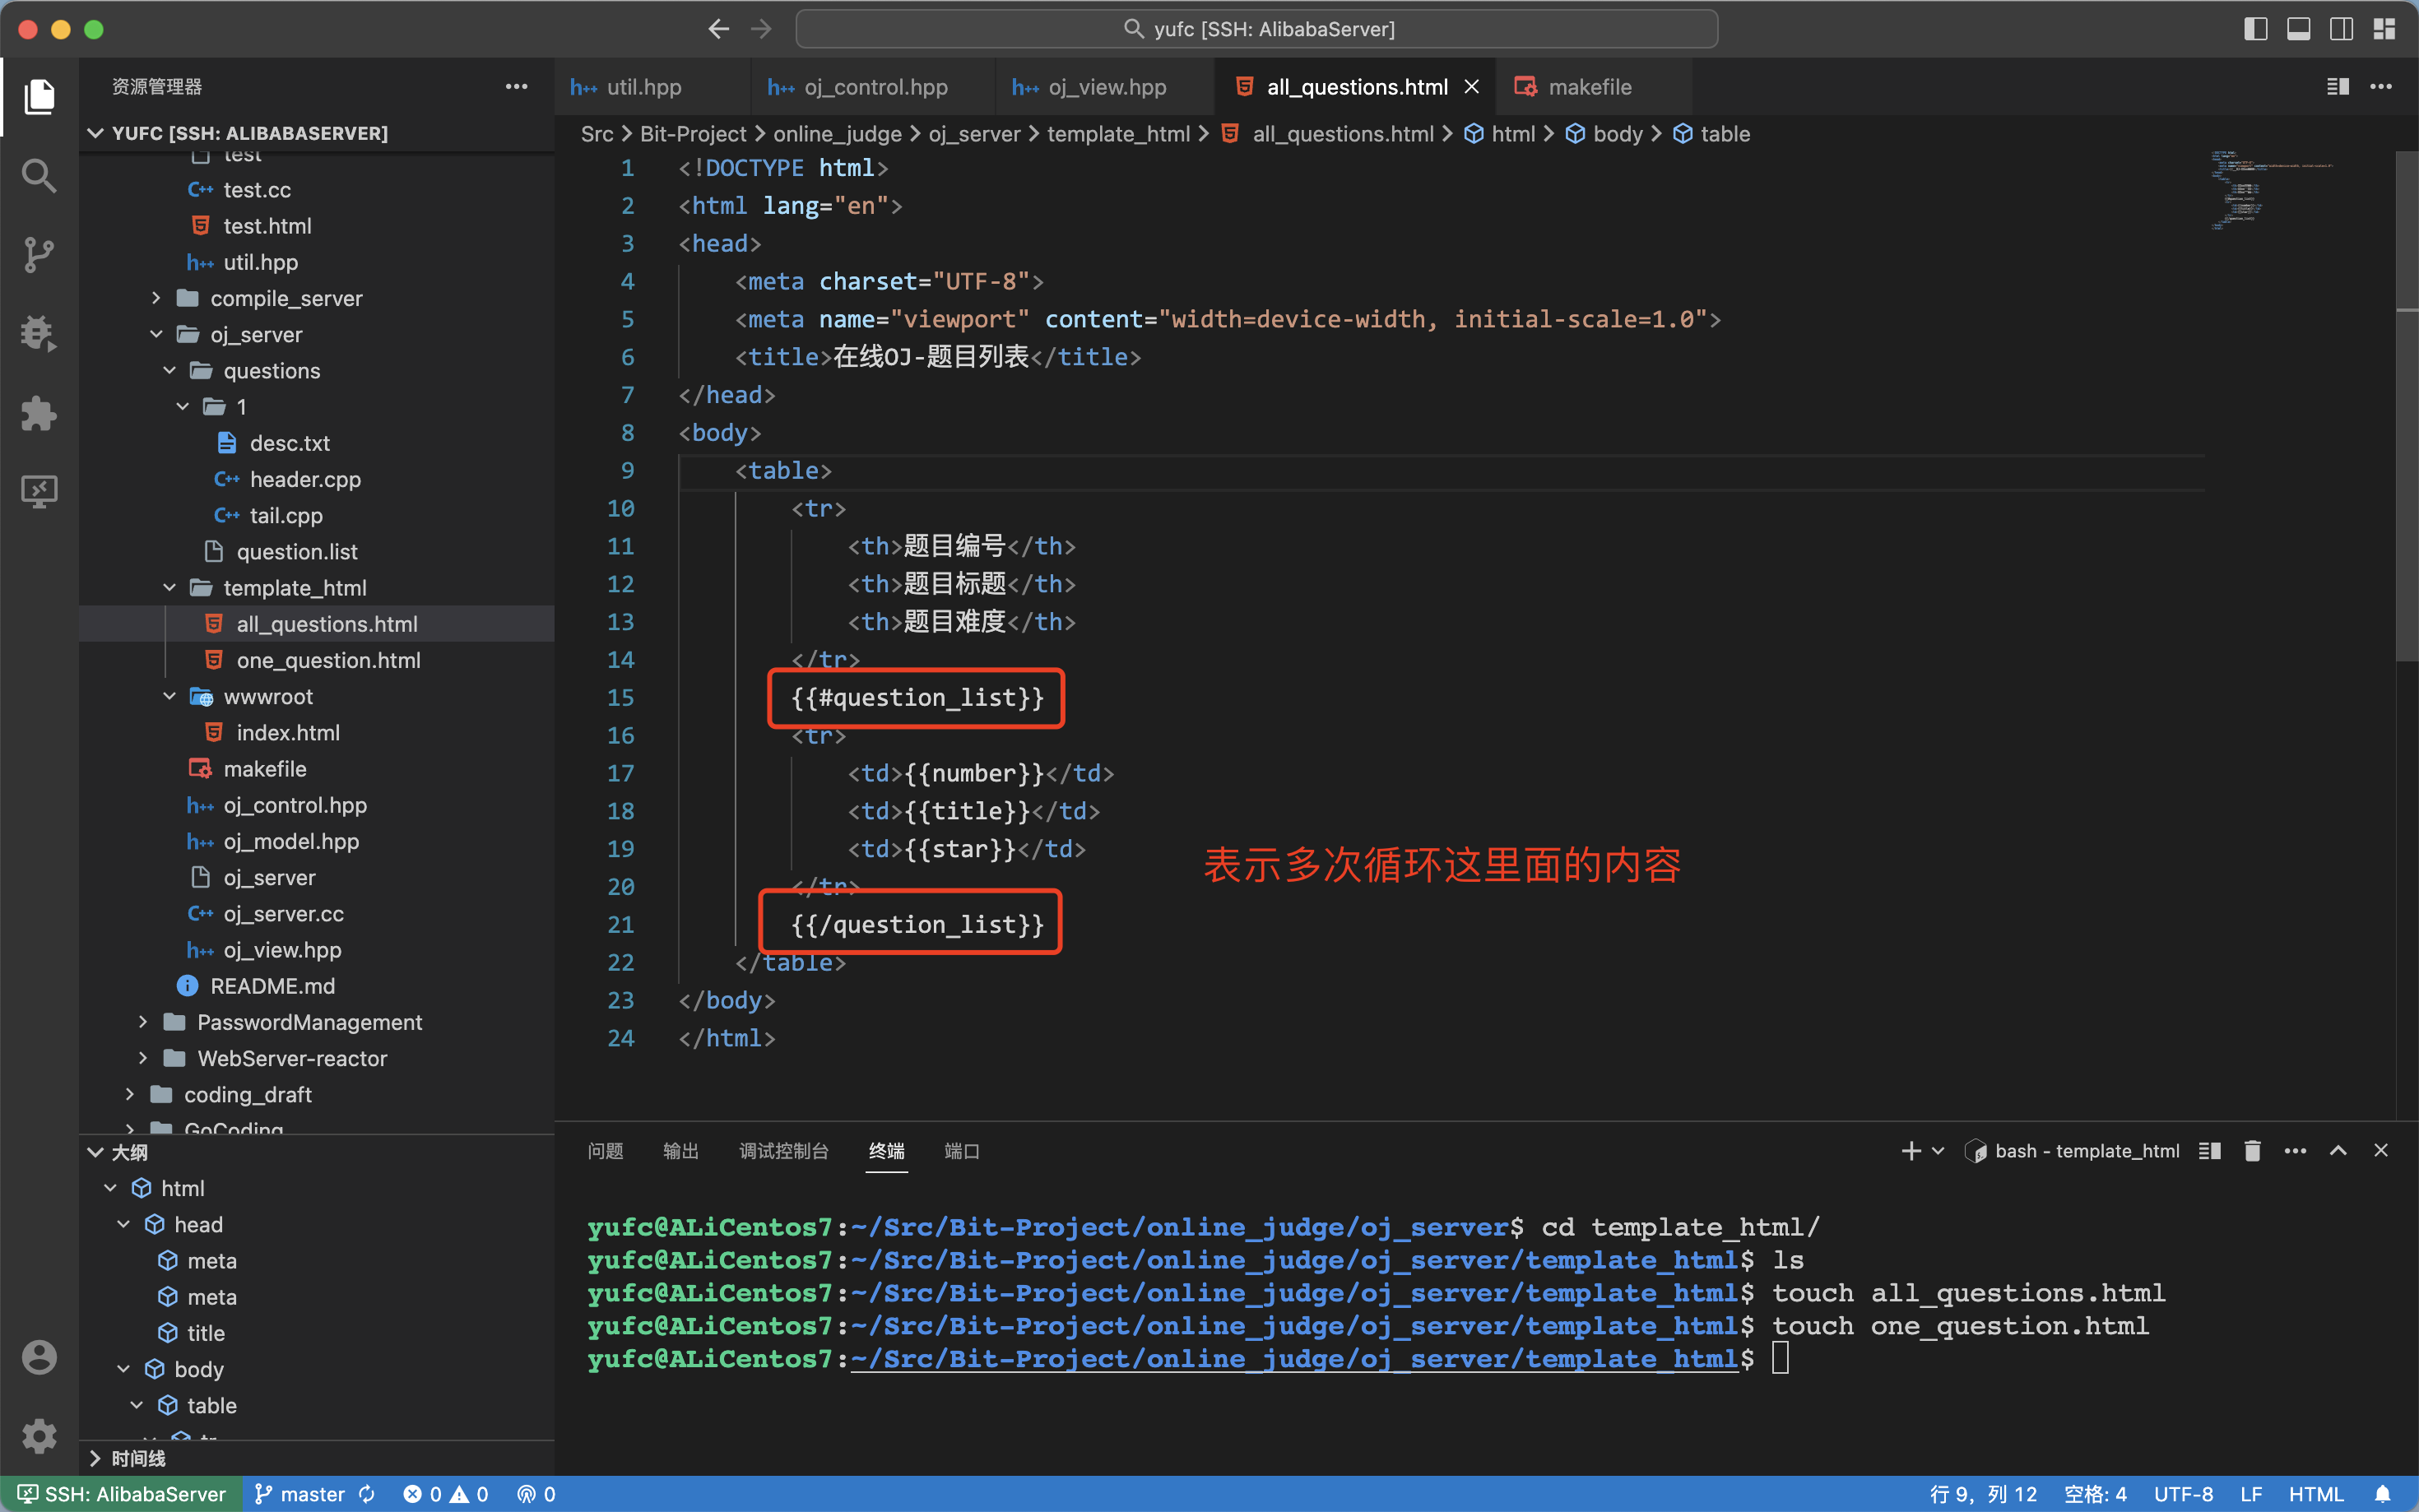 yufc [SSH: AlibabaServer]
资源管理器
YUFC [SSH: ALIBABASERVER]
test
test.cc
test.html
util.hpp
compile_server
oj_server
questions
1
desc.txt
header.cpp
tail.cpp
question.list
template_html
all_questions.html
one_question.html
wwwroot
index.html
makefile
oj_control.hpp
oj_model.hpp
oj_server
oj_server.cc
oj_view.hpp
README.md
PasswordManagement
WebServer-reactor
coding_draft
GoCoding
大纲
html
head
meta
meta
title
body
table
tr
时间线
util.hpp oj_control.hpp oj_view.hpp all_questions.html makefile
Src > Bit-Project > online_judge > oj_server > template_html > all_questions.html > html > body > table
1 <!DOCTYPE html>
2 <html lang="en">
3 <head>
4 <meta charset="UTF-8">
5 <meta name="viewport" content="width=device-width, initial-scale=1.0">
6 <title>在线OJ-题目列表</title>
7 </head>
8 <body>
9 <table>
10 <tr>
11 <th>题目编号</th>
12 <th>题目标题</th>
13 <th>题目难度</th>
14 </tr>
15 {{#question_list}}
16 <tr>
17 <td>{{number}}</td>
18 <td>{{title}}</td>
19 <td>{{star}}</td>
表示多次循环这里面的内容
20 </tr>
21 {{/question_list}}
22 </table>
23 </body>
24 </html>
问题 输出 调试控制台 终端 端口
bash - template_html
yufc@ALiCentos7:~/Src/Bit-Project/online_judge/oj_server$ cd template_html/
yufc@ALiCentos7:~/Src/Bit-Project/online_judge/oj_server/template_html$ ls
yufc@ALiCentos7:~/Src/Bit-Project/online_judge/oj_server/template_html$ touch all_questions.html
yufc@ALiCentos7:~/Src/Bit-Project/online_judge/oj_server/template_html$ touch one_question.html
yufc@ALiCentos7:~/Src/Bit-Project/online_judge/oj_server/template_html$
SSH: AlibabaServer master 0 0 0 行 9，列 12 空格: 4 UTF-8 LF HTML